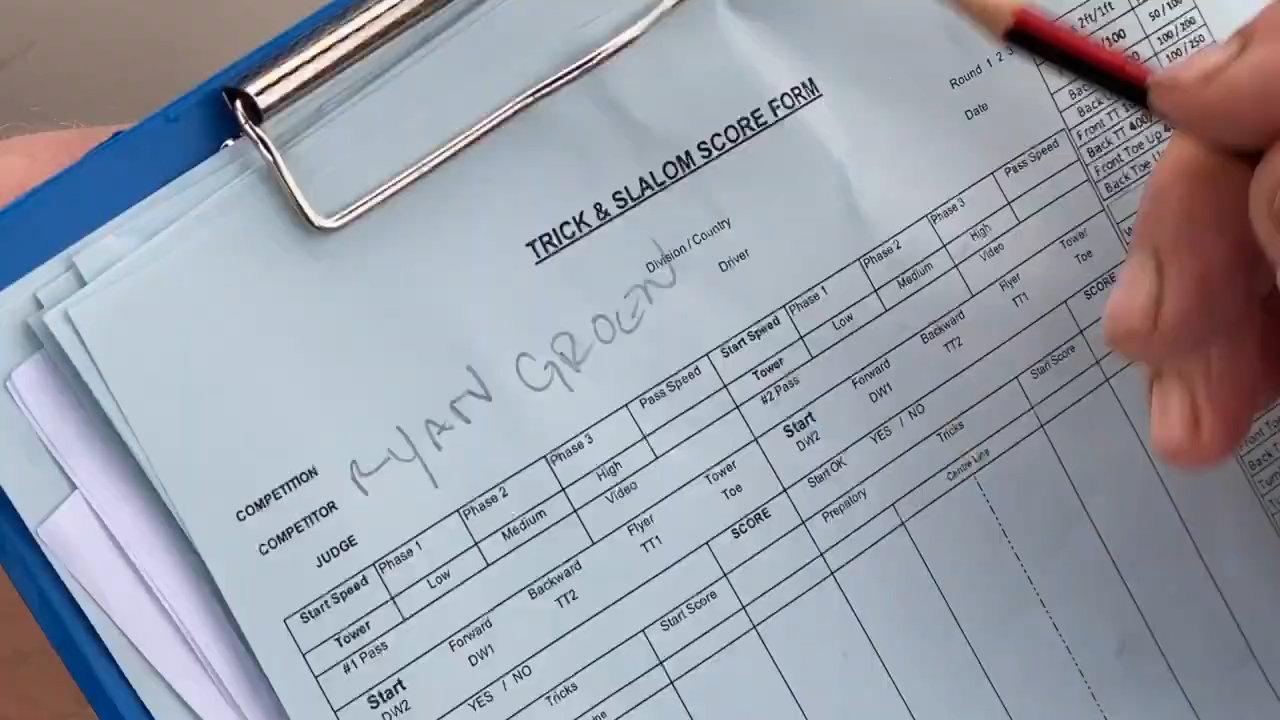 TRICK & SLALOM SCORE FORM
Round 1 2 3
Date
COMPETITION
Division / Country
COMPETITOR RYAN GROEN
Driver
JUDGE
Start Speed Phase 1 Phase 2 Phase 3 Pass Speed
Tower Low Medium High
#1 Pass Video
Start Forward Backward Flyer Tower
DW2 DW1 TT2 TT1 Toe
YES / NO SCORE
Tricks Start Score
Start Speed Phase 1 Phase 2 Phase 3 Pass Speed
Tower Low Medium High
#2 Pass Video
Start Forward Backward Flyer Tower
DW2 DW1 TT2 TT1 Toe
Start OK YES / NO SCORE
Prepatory Tricks Start Score
Centre Line
2ft/1ft
/100 100/200
100/250
Front TT
Back TT 400/
Front Toe Up
Back Toe